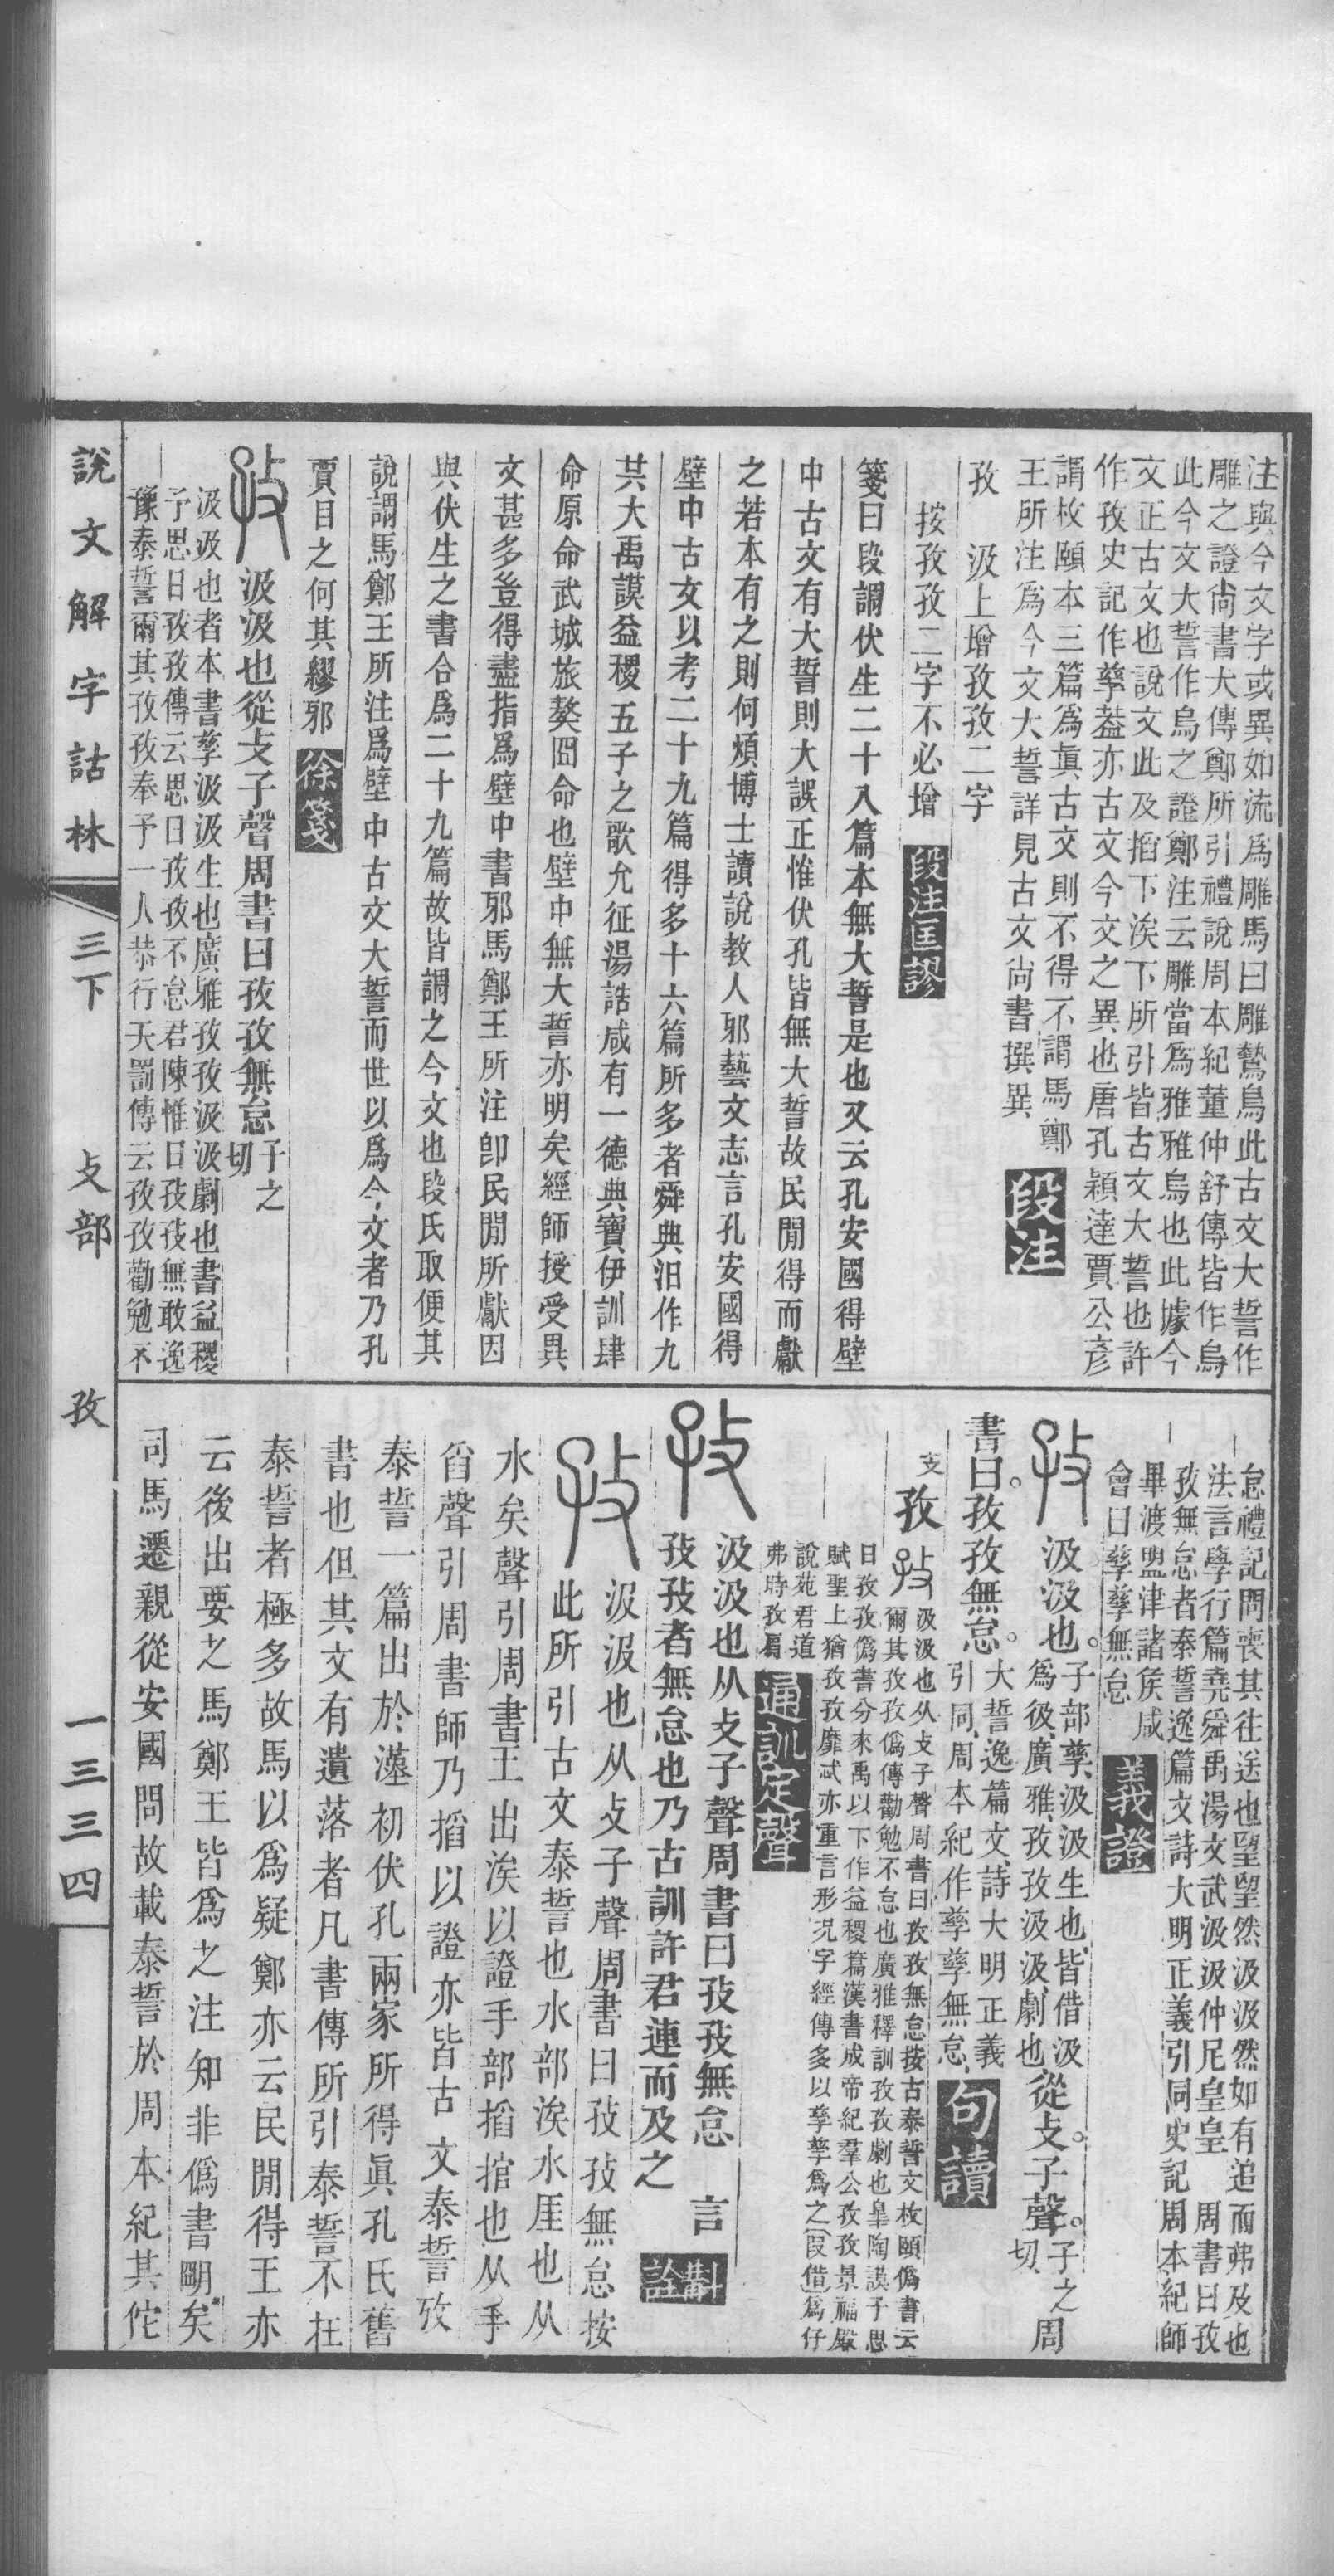 注與今文字或異如流爲雕馬曰雕鷙鳥此古文大誓作
雕之證尙書大傳鄭所引禮說周本紀董仲舒傳皆作烏
此今文大誓作烏之證鄭注云雕當爲雅雅烏也此據今
文正古文也說文此及搯下涘下所引皆古文大誓也許
作孜史記作孳葢亦古文今文之異也唐孔穎達賈公彦
謂枚頤本三篇爲眞古文則不得不謂馬鄭
王所注爲今文大誓詳見古文尙書撰異
段注
孜 汲上增孜孜二字
按孜孜二字不必增
段注匡謬
箋曰段謂伏生二十八篇本無大誓是也又云孔安國得壁
中古文有大誓則大誤正惟伏孔皆無大誓故民閒得而獻
之若本有之則何煩博士讀說教人邪藝文志言孔安國得
壁中古文以考二十九篇得多十六篇所多者舜典汨作九
共大禹謨益稷五子之歌允征湯誥咸有一德典寶伊訓肆
命原命武城旅獒冏命也壁中無大誓亦明矣經師授受異
文甚多豈得盡指爲壁中書邪馬鄭王所注卽民閒所獻因
與伏生之書合爲二十九篇故皆謂之今文也段氏取便其
說謂馬鄭王所注爲壁中古文大誓而世以爲今文者乃孔
賈目之何其繆邪
徐箋
汲汲也從攴子聲周書曰孜孜無怠子之切
汲汲也者本書孳汲汲生也廣雅孜孜汲汲劇也書益稷
予思日孜孜傳云思日孜孜不怠君陳惟日孜孜無敢逸
豫泰誓爾其孜孜奉予一人恭行天罰傳云孜孜勸勉不
怠禮記問喪其往送也望望然汲汲然如有追而弗及也
法言學行篇堯舜禹湯文武汲汲仲尼皇皇 周書曰孜
孜無怠者泰誓逸篇文詩大明正義引同史記周本紀師
畢渡盟津諸侯咸
會曰孳孳無怠
義證
汲汲也。子部孳、汲汲生也、皆借汲爲彶、廣雅孜孜汲汲、劇也從攴。子聲。子之切、周
書曰。孜孜無怠。大誓逸篇文、詩大明正義引同、周本紀作孳孳無怠、
句讀
支
孜
汲汲也从攴子聲周書曰孜孜無怠按古泰誓文枚頤僞書云
爾其孜孜僞傳勸勉不怠也廣雅釋訓孜孜劇也臯陶謨予思
日孜孜僞書分來禹以下作益稷篇漢書成帝紀羣公孜孜景福殿
賦聖上猶孜孜靡忒亦重言形況字經傳多以孳孳爲之(叚借)爲仔
說苑君道
弗時孜肩
通訓定聲
汲汲也从攴子聲周書曰孜孜無怠 言
孜孜者無怠也乃古訓許君連而及之
斠詮
汲汲也从攴子聲周書曰孜孜無怠按
此所引古文泰誓也水部涘水厓也从
水矣聲引周書王出涘以證手部搯捾也从手
舀聲引周書師乃搯以證亦皆古文泰誓攷
泰誓一篇出於漢初伏孔兩家所得眞孔氏舊
書也但其文有遺落者凡書傳所引泰誓不在
泰誓者極多故馬以爲疑鄭亦云民閒得王亦
云後出要之馬鄭王皆爲之注知非僞書朙矣
司馬遷親從安國問故載泰誓於周本紀其佗
說文解字詁林 三下 攴部 孜 一三三四